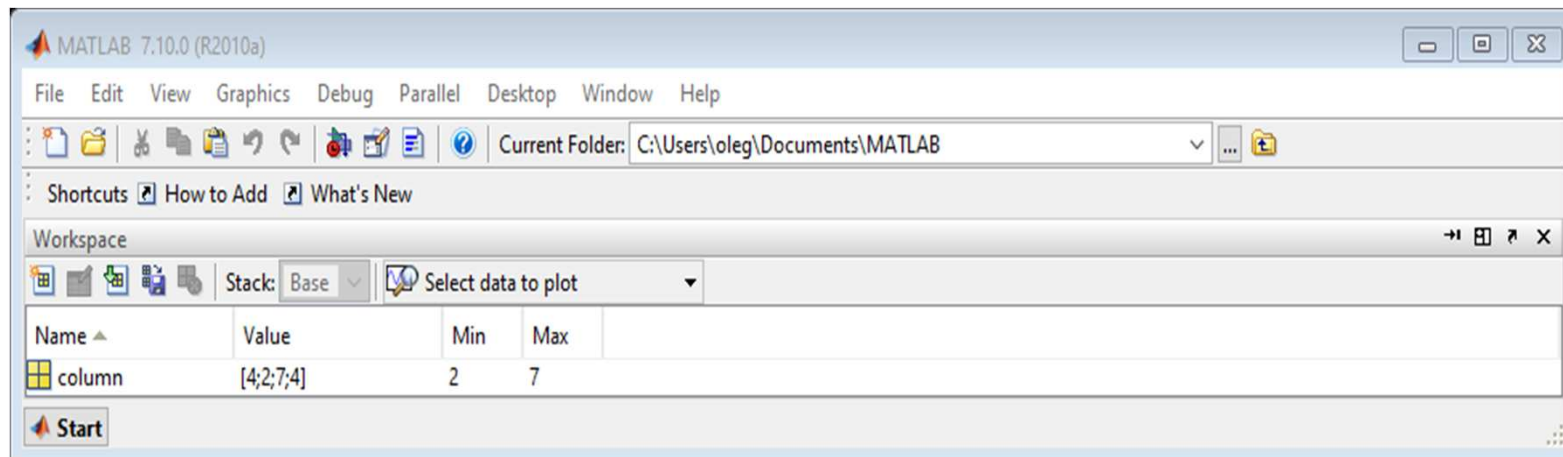 MATLAB 7.10.0 (R2010a)
File Edit View Graphics Debug Parallel Desktop Window Help
Current Folder: C:\Users\oleg\Documents\MATLAB ...
Shortcuts How to Add What's New
Workspace
Stack: Base Select data to plot
Name Value Min Max
column [4;2;7;4] 2 7
Start